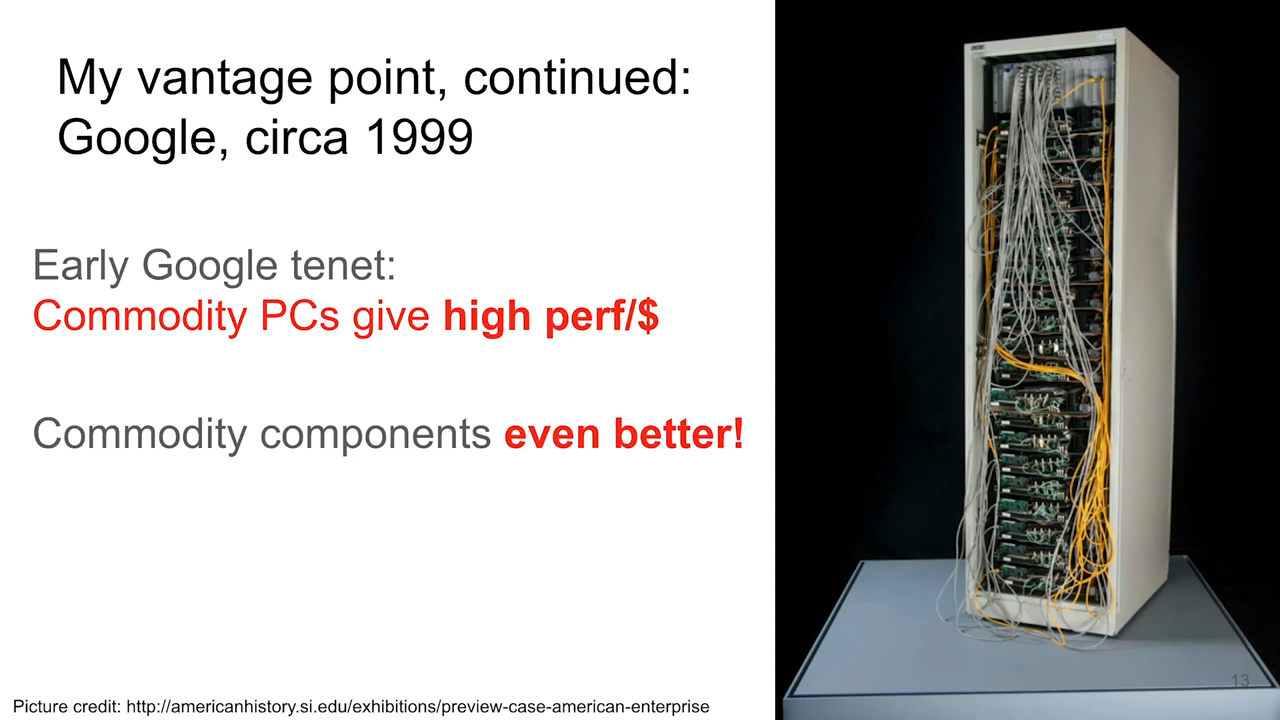 My vantage point, continued:
Google, circa 1999
Early Google tenet:
Commodity PCs give high perf/$
Commodity components even better!
Picture credit: http://americanhistory.si.edu/exhibitions/preview-case-american-enterprise
13